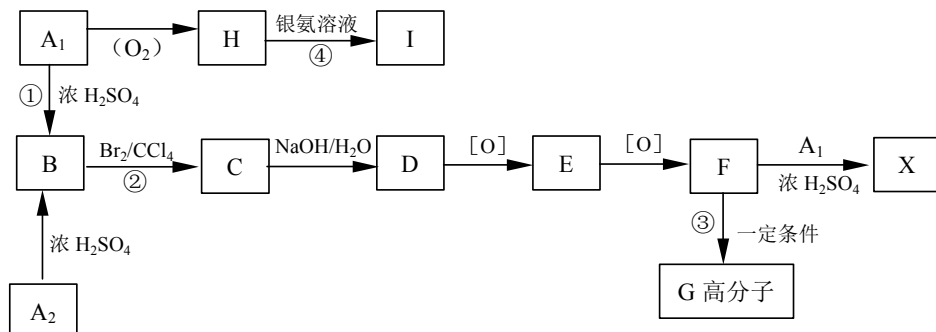 A₁ （O₂） H 银氨溶液 ④ I
① 浓 H₂SO₄
B Br₂/CCl₄ ② C NaOH/H₂O D ［O］ E ［O］ F A₁ 浓 H₂SO₄ X
浓 H₂SO₄ ③ 一定条件
A₂ G 高分子